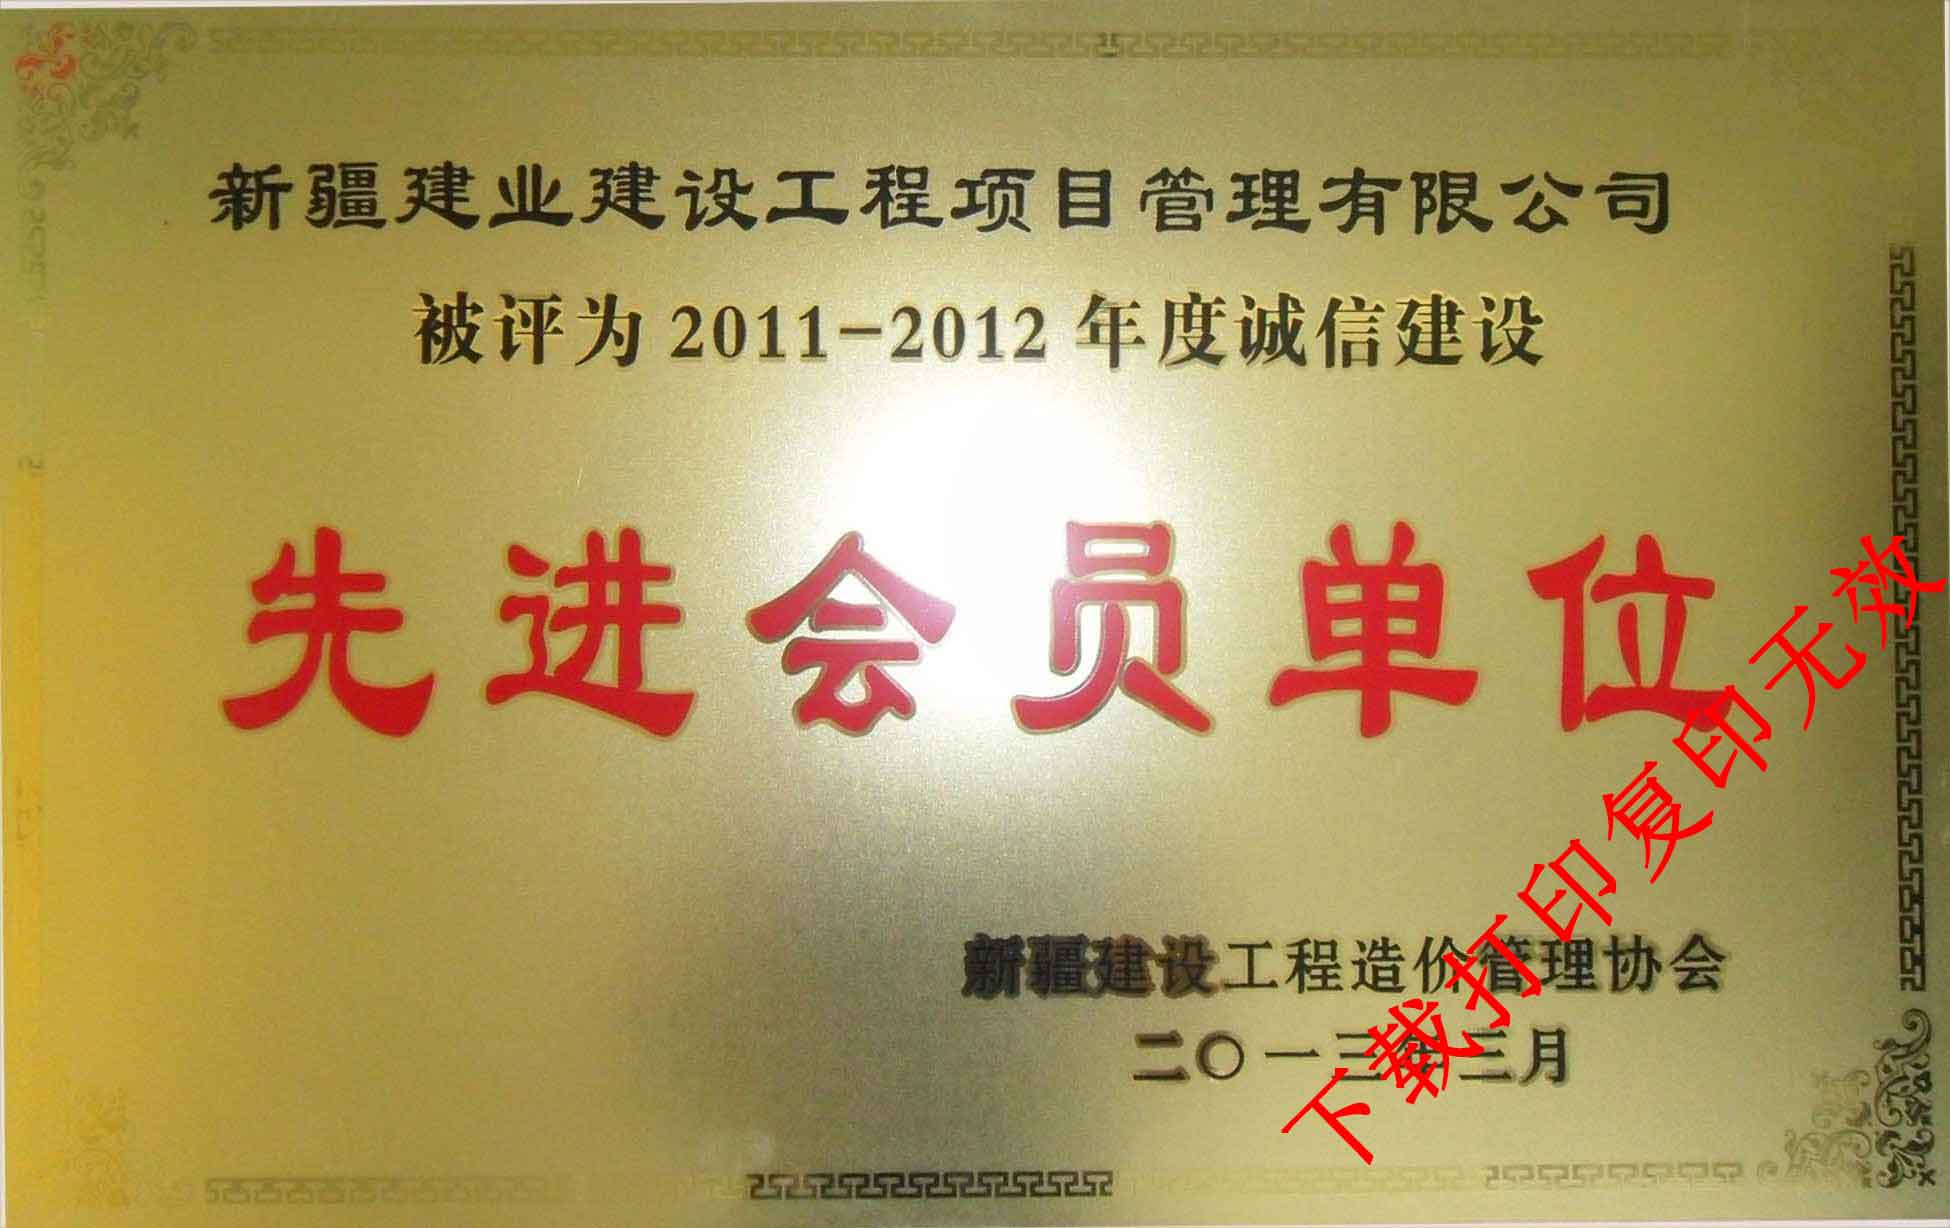 新疆建业建设工程项目管理有限公司
被评为2011-2012年度诚信建设
先进会员单位
新疆建设工程造价管理协会
二〇一三年三月
下载打印复印无效